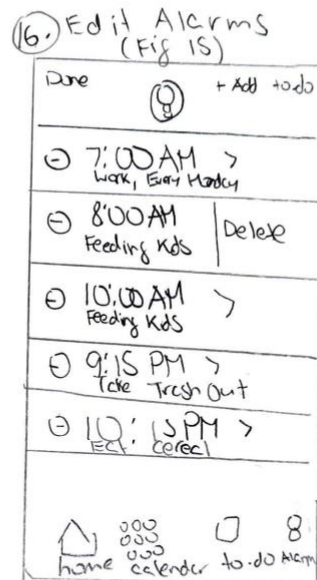 16. Edit Alarms
(Fig 15)
Done
+ Add to-do
7:00 AM >
Work, Every Monday
8:00 AM
Feeding Kids
Delete
10:00 AM >
Feeding Kids
9:15 PM >
Take Trash Out
10:15 PM >
Eat Cereal
home calendar to-do Alarm